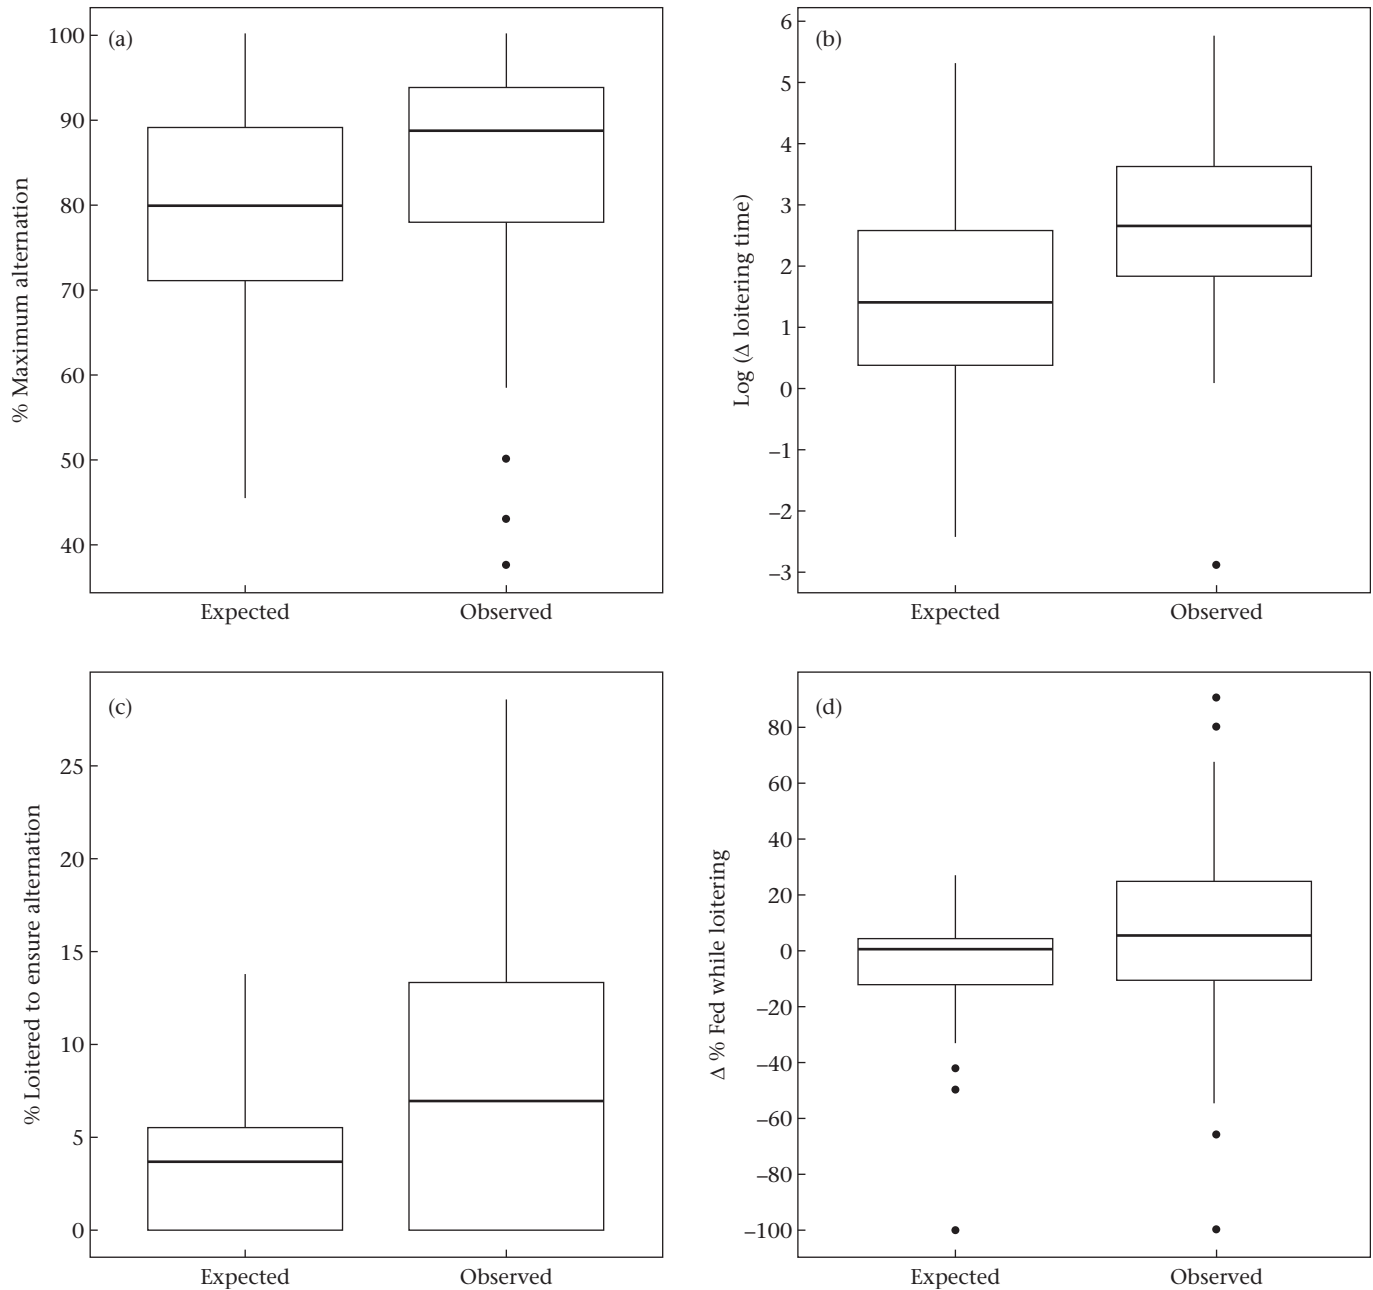 (a)
% Maximum alternation
100
90
80
70
60
50
40
Expected
Observed
(b)
Log (Δ loitering time)
6
5
4
3
2
1
0
–1
–2
–3
Expected
Observed
(c)
% Loitered to ensure alternation
25
20
15
10
5
0
Expected
Observed
(d)
Δ % Fed while loitering
80
60
40
20
0
–20
–40
–60
–80
–100
Expected
Observed